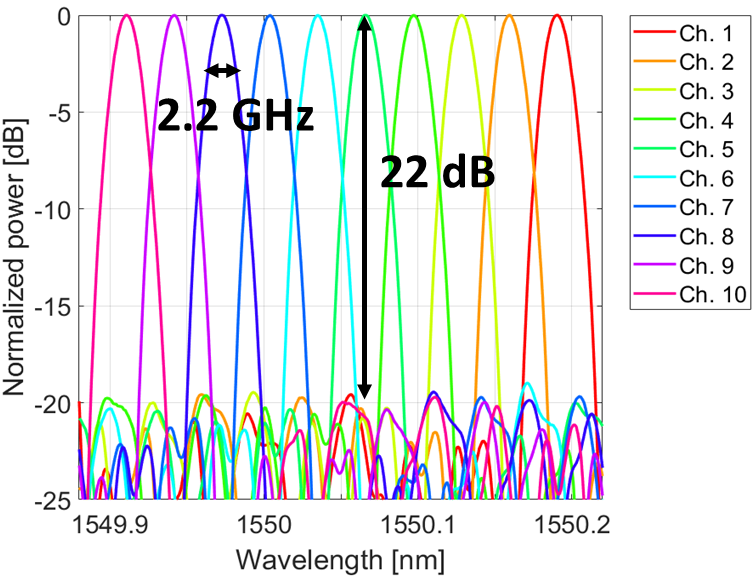 0
-5
-10
-15
-20
-25
Normalized power [dB]
2.2 GHz
22 dB
1549.9
1550
1550.1
1550.2
Wavelength [nm]
Ch. 1
Ch. 2
Ch. 3
Ch. 4
Ch. 5
Ch. 6
Ch. 7
Ch. 8
Ch. 9
Ch. 10